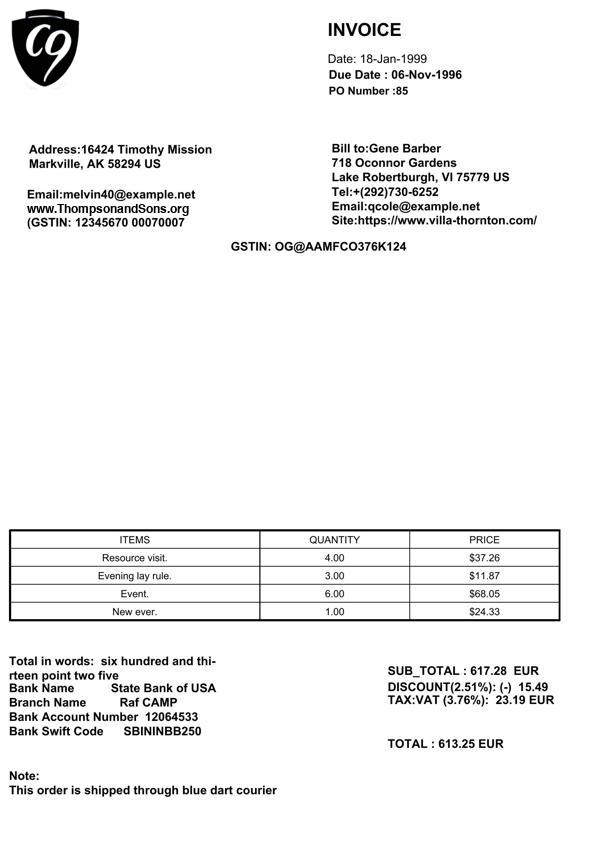 C9
INVOICE
Date: 18-Jan-1999
Due Date : 06-Nov-1996
PO Number :85
Address:16424 Timothy Mission
Markville, AK 58294 US
Email:melvin40@example.net
www.ThompsonandSons.org
(GSTIN: 12345670 00070007
Bill to:Gene Barber
718 Oconnor Gardens
Lake Robertburgh, VI 75779 US
Tel:+(292)730-6252
Email:qcole@example.net
Site:https://www.villa-thornton.com/
GSTIN: OG@AAMFCO376K124
ITEMS QUANTITY PRICE
Resource visit. 4.00 $37.26
Evening lay rule. 3.00 $11.87
Event. 6.00 $68.05
New ever. 1.00 $24.33
Total in words: six hundred and thi-
rteen point two five
Bank Name State Bank of USA
Branch Name Raf CAMP
Bank Account Number 12064533
Bank Swift Code SBININBB250
SUB_TOTAL : 617.28 EUR
DISCOUNT(2.51%): (-) 15.49
TAX:VAT (3.76%): 23.19 EUR
TOTAL : 613.25 EUR
Note:
This order is shipped through blue dart courier